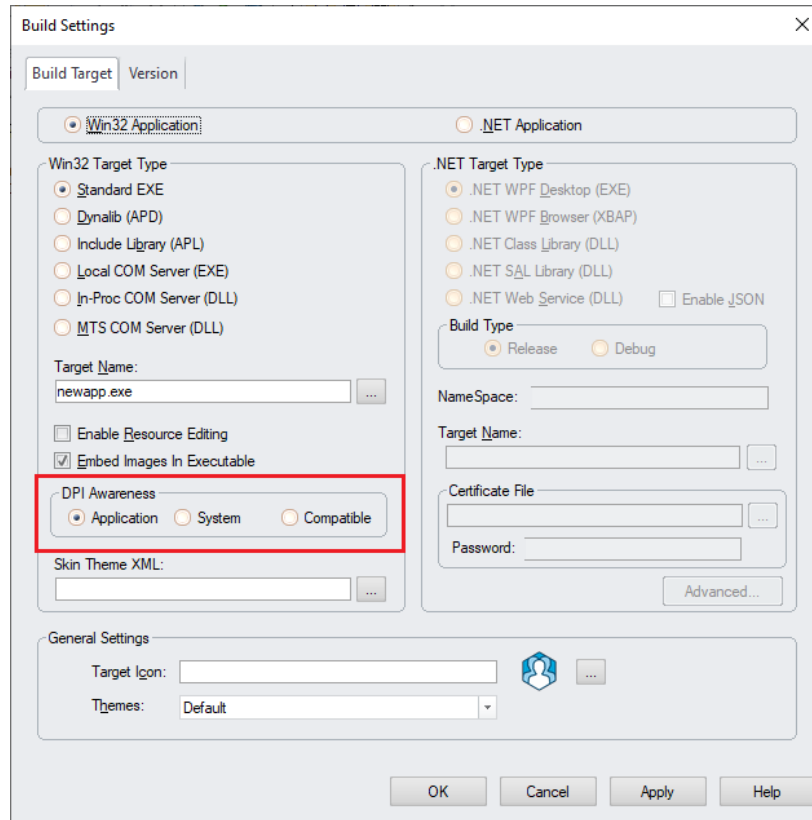 Build Settings
Build Target Version
Win32 Application
.NET Application
Win32 Target Type
Standard EXE
Dynalib (APD)
Include Library (APL)
Local COM Server (EXE)
In-Proc COM Server (DLL)
MTS COM Server (DLL)
Target Name:
newapp.exe
...
Enable Resource Editing
Embed Images In Executable
DPI Awareness
Application System Compatible
Skin Theme XML:
...
.NET Target Type
.NET WPF Desktop (EXE)
.NET WPF Browser (XBAP)
.NET Class Library (DLL)
.NET SAL Library (DLL)
.NET Web Service (DLL) Enable JSON
Build Type
Release Debug
NameSpace:
Target Name:
...
Certificate File
...
Password:
Advanced...
General Settings
Target Icon:
...
Themes: Default
OK Cancel Apply Help